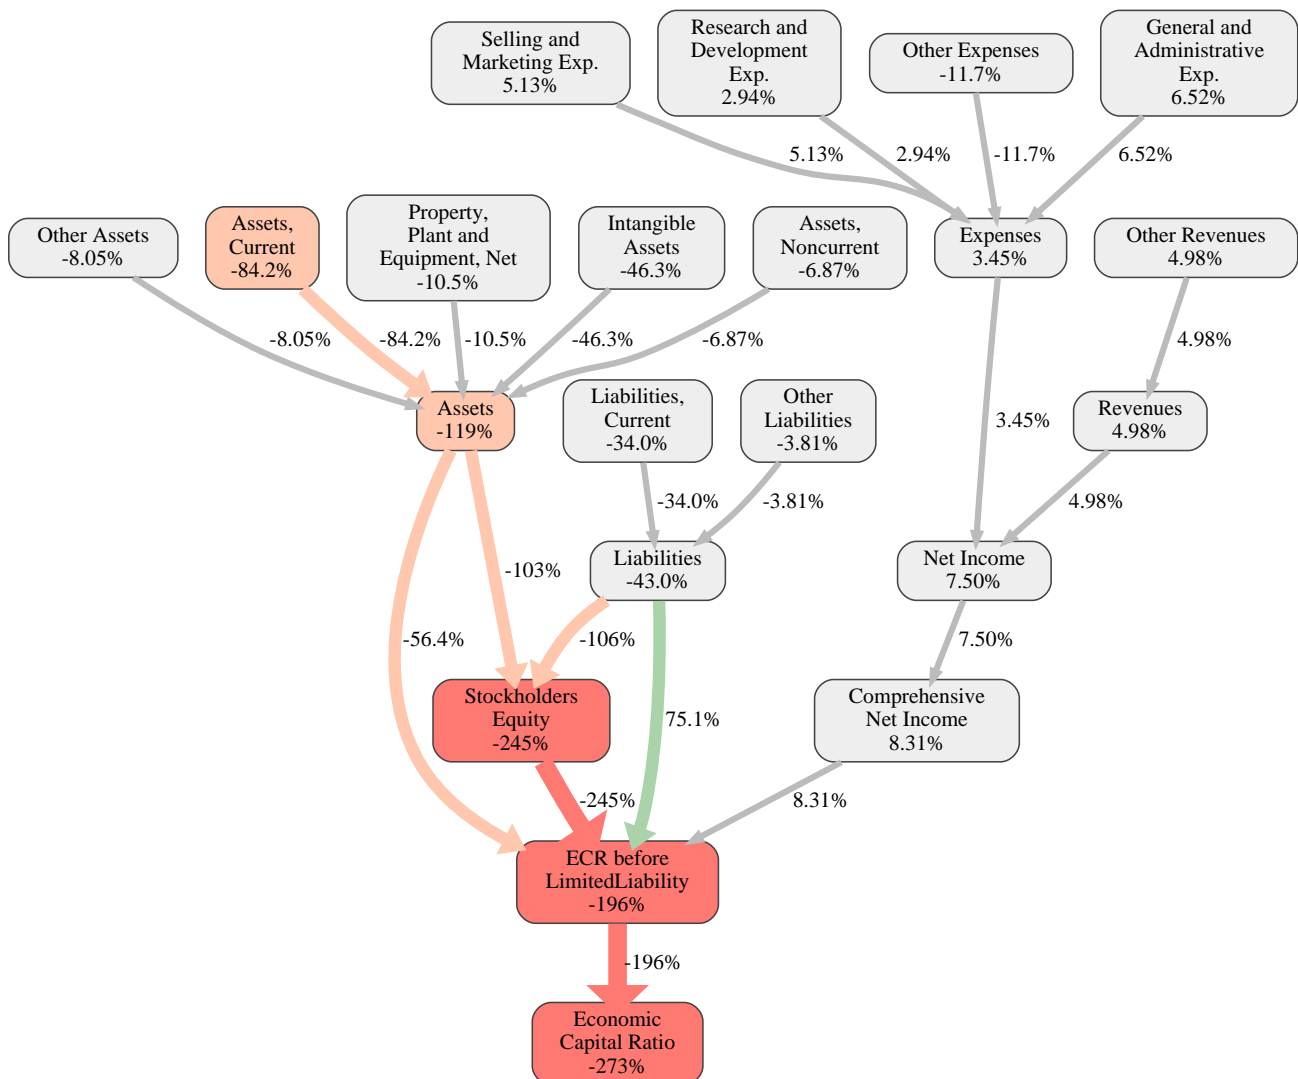 Selling and
Marketing Exp.
5.13%
Research and
Development
Exp.
2.94%
Other Expenses
-11.7%
General and
Administrative
Exp.
6.52%
5.13%
2.94%
-11.7%
6.52%
Other Assets
-8.05%
Assets,
Current
-84.2%
Property,
Plant and
Equipment, Net
-10.5%
Intangible
Assets
-46.3%
Assets,
Noncurrent
-6.87%
Expenses
3.45%
Other Revenues
4.98%
-8.05%
-84.2%
-10.5%
-46.3%
-6.87%
4.98%
Assets
-119%
Liabilities,
Current
-34.0%
Other
Liabilities
-3.81%
3.45%
Revenues
4.98%
-34.0%
-3.81%
4.98%
-103%
Liabilities
-43.0%
Net Income
7.50%
-56.4%
-106%
7.50%
Stockholders
Equity
-245%
75.1%
Comprehensive
Net Income
8.31%
-245%
8.31%
ECR before
LimitedLiability
-196%
-196%
Economic
Capital Ratio
-273%